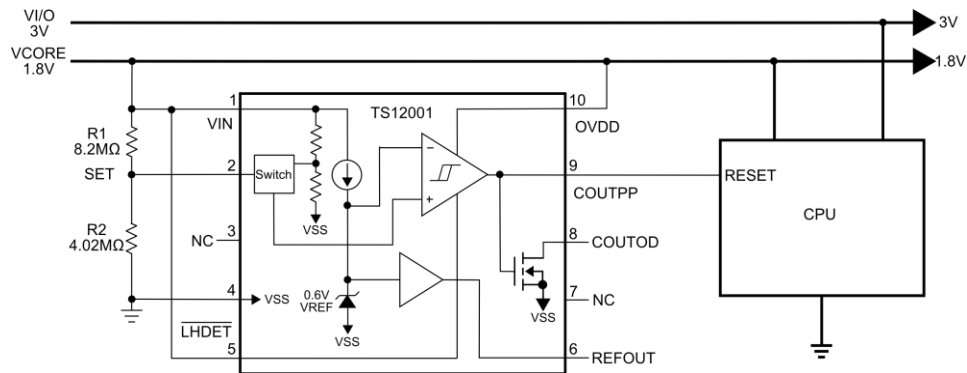 VI/O
3V
3V
VCORE
1.8V
1.8V
1
TS12001
10
VIN
OVDD
R1
8.2MΩ
SET
2
Switch
9
COUTPP
RESET
CPU
VSS
R2
4.02MΩ
3
NC
8
COUTOD
4
VSS
0.6V
VREF
VSS
7
NC
VSS
LHDET
5
6
REFOUT